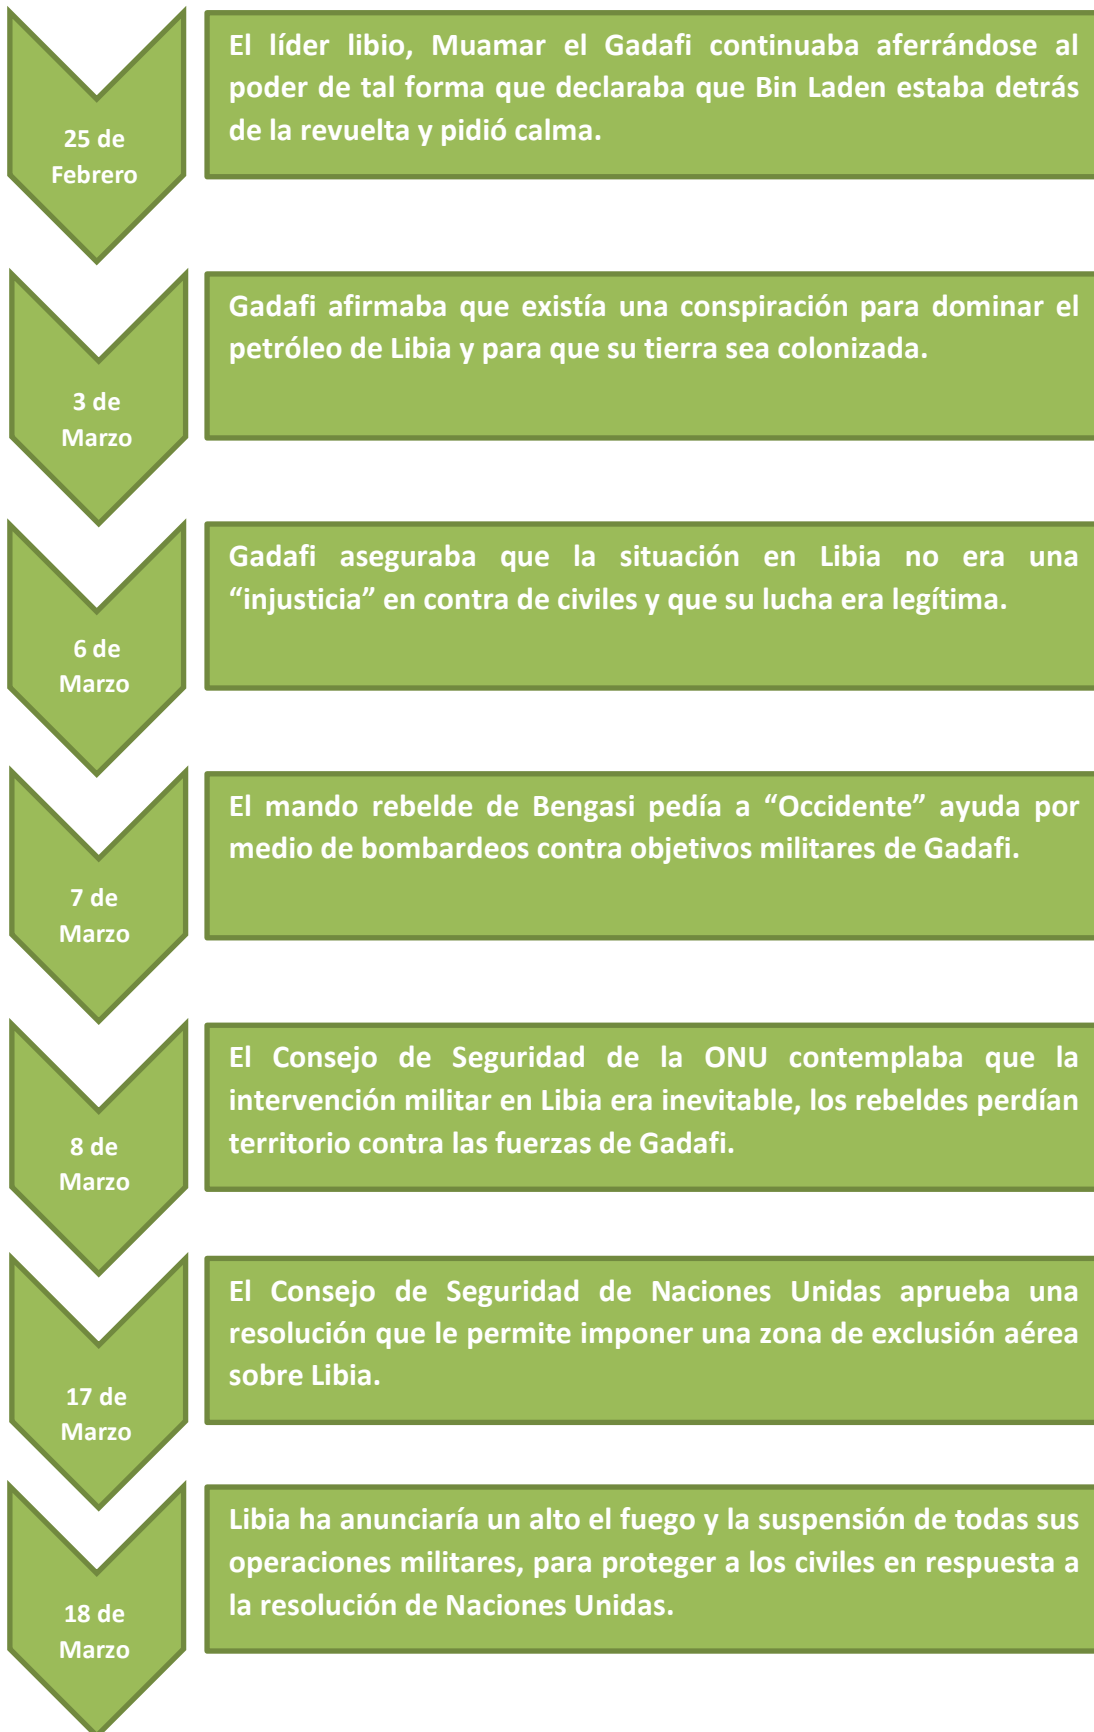 El líder libio, Muamar el Gadafi continuaba aferrándose al
poder de tal forma que declaraba que Bin Laden estaba detrás
de la revuelta y pidió calma.
25 de
Febrero
Gadafi afirmaba que existía una conspiración para dominar el
petróleo de Libia y para que su tierra sea colonizada.
3 de
Marzo
Gadafi aseguraba que la situación en Libia no era una
“injusticia” en contra de civiles y que su lucha era legítima.
6 de
Marzo
El mando rebelde de Bengasi pedía a “Occidente” ayuda por
medio de bombardeos contra objetivos militares de Gadafi.
7 de
Marzo
El Consejo de Seguridad de la ONU contemplaba que la
intervención militar en Libia era inevitable, los rebeldes perdían
territorio contra las fuerzas de Gadafi.
8 de
Marzo
El Consejo de Seguridad de Naciones Unidas aprueba una
resolución que le permite imponer una zona de exclusión aérea
sobre Libia.
17 de
Marzo
Libia ha anunciaría un alto el fuego y la suspensión de todas sus
operaciones militares, para proteger a los civiles en respuesta a
la resolución de Naciones Unidas.
18 de
Marzo